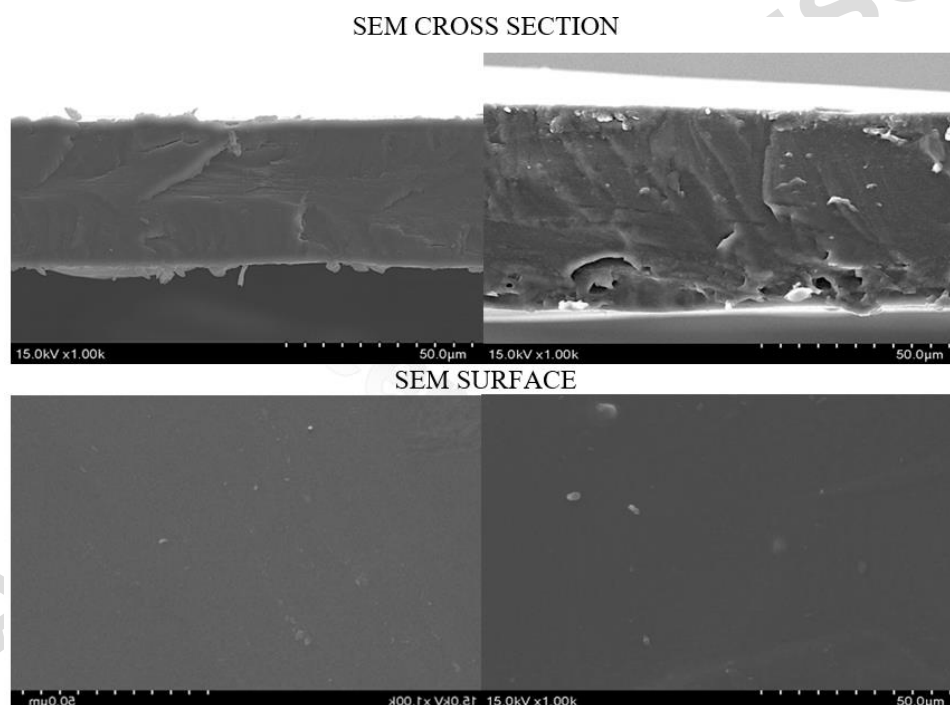 SEM CROSS SECTION
15.0kV x1.00k 50.0µm 15.0kV x1.00k 50.0µm
SEM SURFACE
50.0µm 15.0kV x1.00k 15.0kV x1.00k 50.0µm